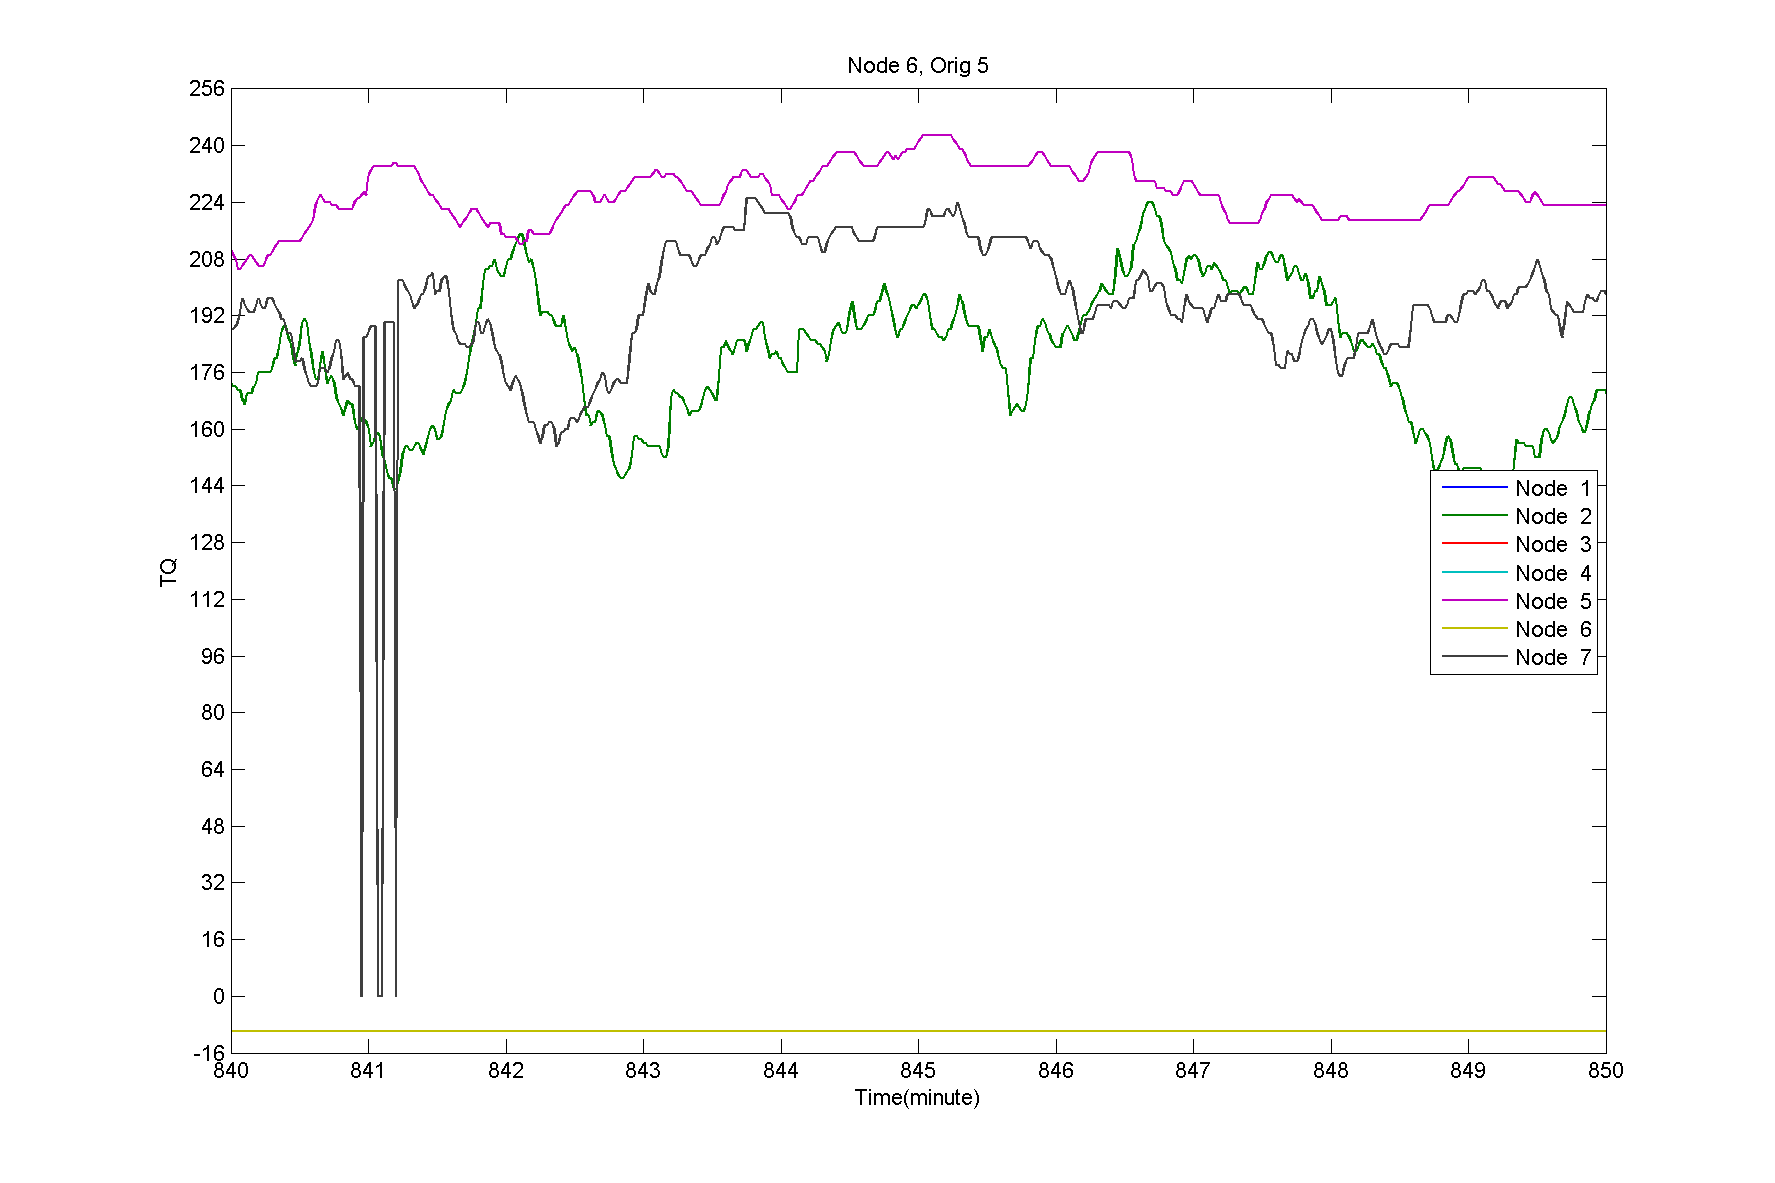 Node 6, Orig 5
256
240
224
208
192
176
160
144
128
112
96
80
64
48
32
16
0
-16
TQ
Node 1
Node 2
Node 3
Node 4
Node 5
Node 6
Node 7
840 841 842 843 844 845 846 847 848 849 850
Time(minute)